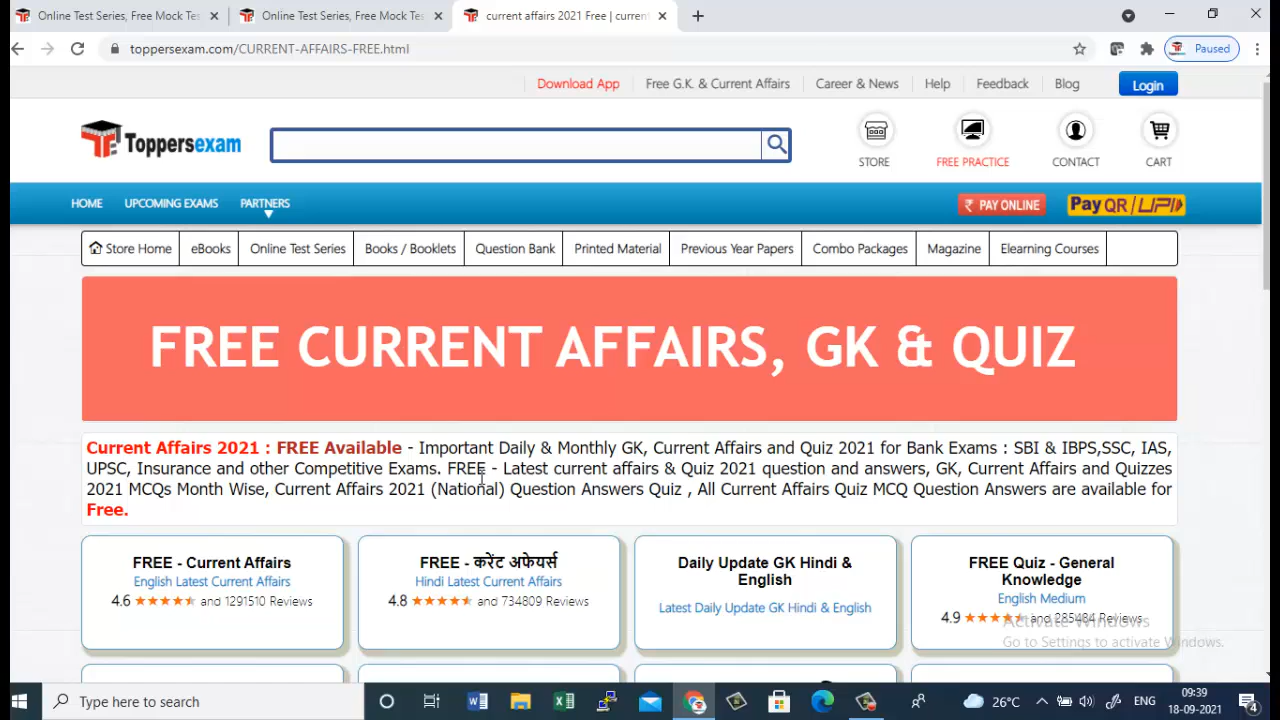 Online Test Series, Free Mock Tes
Online Test Series, Free Mock Tes
current affairs 2021 Free | curren
toppersexam.com/CURRENT-AFFAIRS-FREE.html
Paused
Download App
Free G.K. & Current Affairs
Career & News
Help
Feedback
Blog
Login
Toppersexam
STORE
FREE PRACTICE
CONTACT
CART
HOME
UPCOMING EXAMS
PARTNERS
₹ PAY ONLINE
Pay QR / UPI
Store Home
eBooks
Online Test Series
Books / Booklets
Question Bank
Printed Material
Previous Year Papers
Combo Packages
Magazine
Elearning Courses
FREE CURRENT AFFAIRS, GK & QUIZ
Current Affairs 2021 : FREE Available - Important Daily & Monthly GK, Current Affairs and Quiz 2021 for Bank Exams : SBI & IBPS,SSC, IAS,
UPSC, Insurance and other Competitive Exams. FREE - Latest current affairs & Quiz 2021 question and answers, GK, Current Affairs and Quizzes
2021 MCQs Month Wise, Current Affairs 2021 (National) Question Answers Quiz , All Current Affairs Quiz MCQ Question Answers are available for
Free.
FREE - Current Affairs
English Latest Current Affairs
4.6 ★★★★★ and 1291510 Reviews
FREE - करेंट अफेयर्स
Hindi Latest Current Affairs
4.8 ★★★★★ and 734809 Reviews
Daily Update GK Hindi &
English
Latest Daily Update GK Hindi & English
FREE Quiz - General
Knowledge
English Medium
4.9 ★★★★★ and 285484 Reviews
Activate Windows
Go to Settings to activate Windows.
Type here to search
26°C
ENG
09:39
18-09-2021
4